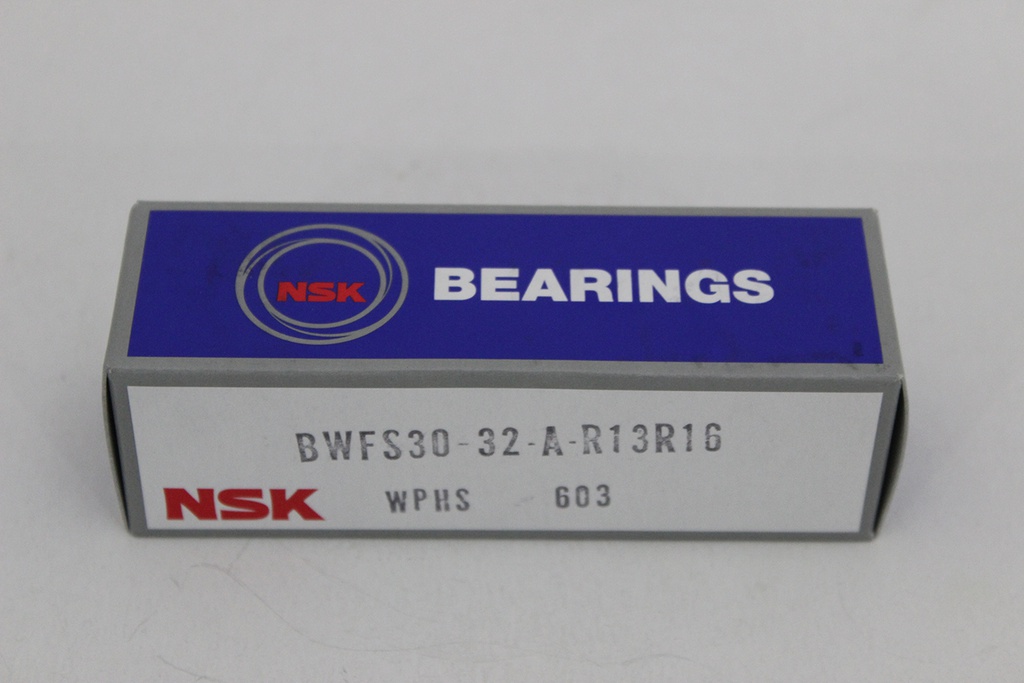 NSK BEARINGS
BWFS30-32-A-R13R16
NSK WPHS 603